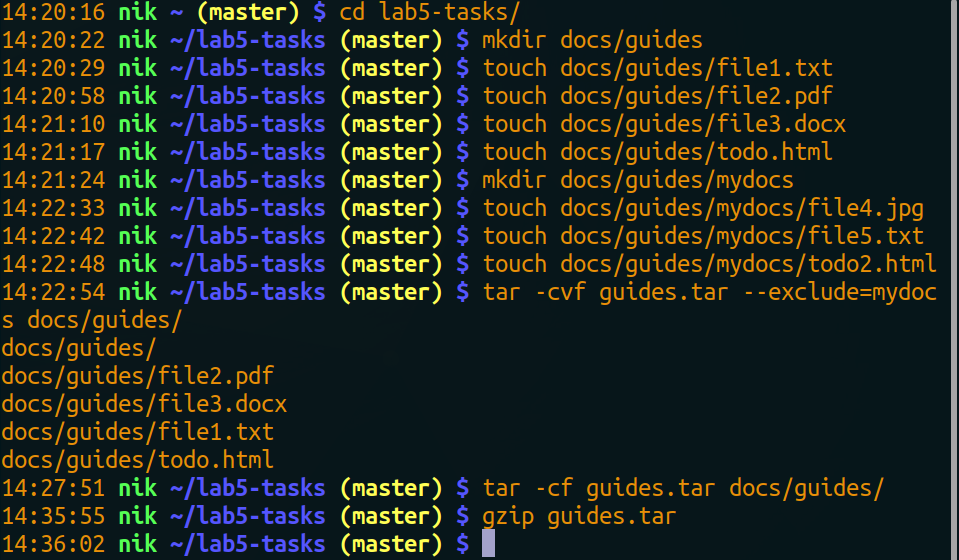 14:20:16 nik ~ (master) $ cd lab5-tasks/
14:20:22 nik ~/lab5-tasks (master) $ mkdir docs/guides
14:20:29 nik ~/lab5-tasks (master) $ touch docs/guides/file1.txt
14:20:58 nik ~/lab5-tasks (master) $ touch docs/guides/file2.pdf
14:21:10 nik ~/lab5-tasks (master) $ touch docs/guides/file3.docx
14:21:17 nik ~/lab5-tasks (master) $ touch docs/guides/todo.html
14:21:24 nik ~/lab5-tasks (master) $ mkdir docs/guides/mydocs
14:22:33 nik ~/lab5-tasks (master) $ touch docs/guides/mydocs/file4.jpg
14:22:42 nik ~/lab5-tasks (master) $ touch docs/guides/mydocs/file5.txt
14:22:48 nik ~/lab5-tasks (master) $ touch docs/guides/mydocs/todo2.html
14:22:54 nik ~/lab5-tasks (master) $ tar -cvf guides.tar --exclude=mydoc
s docs/guides/
docs/guides/
docs/guides/file2.pdf
docs/guides/file3.docx
docs/guides/file1.txt
docs/guides/todo.html
14:27:51 nik ~/lab5-tasks (master) $ tar -cf guides.tar docs/guides/
14:35:55 nik ~/lab5-tasks (master) $ gzip guides.tar
14:36:02 nik ~/lab5-tasks (master) $